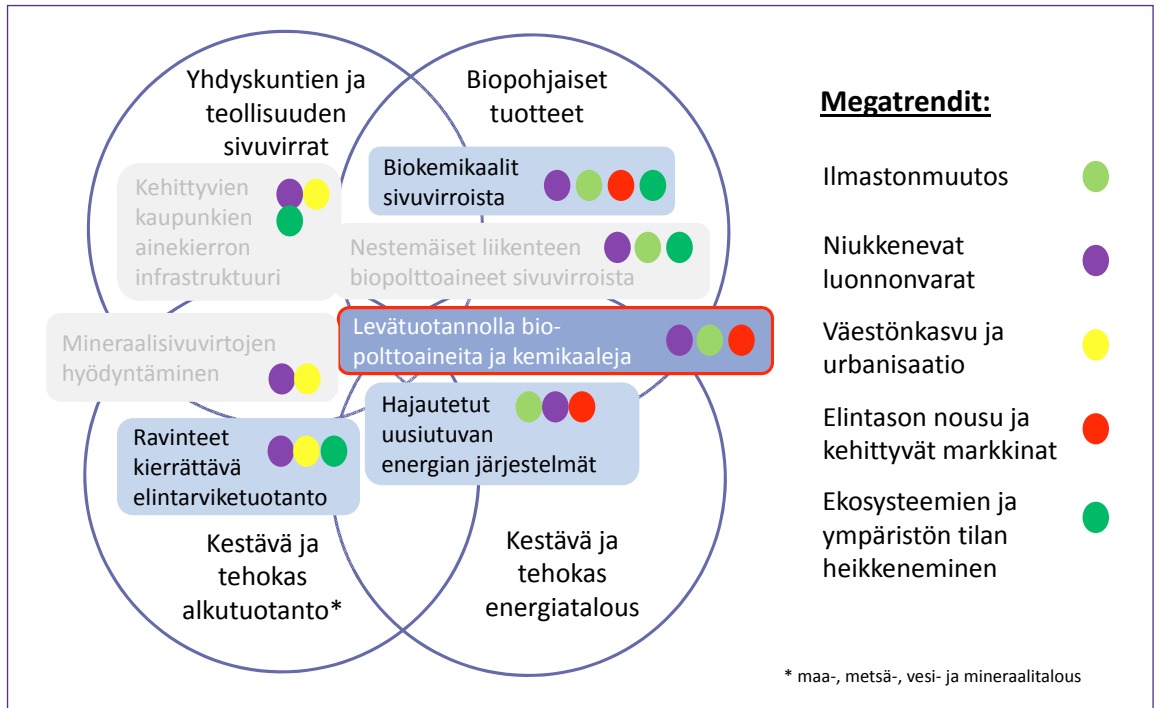 Yhdyskuntien ja
teollisuuden
sivuvirrat
Biopohjaiset
tuotteet
Kehittyvien
kaupunkien
ainekierron
infrastruktuuri
Biokemikaalit
sivuvirroista
Nestemäiset liikenteen
biopolttoaineet sivuvirroista
Mineraalisivuvirtojen
hyödyntäminen
Levätuotannolla bio-
polttoaineita ja kemikaaleja
Ravinteet
kierrättävä
elintarviketuotanto
Hajautetut
uusiutuvan
energian järjestelmät
Kestävä ja
tehokas
alkutuotanto*
Kestävä ja
tehokas
energiatalous
Megatrendit:
Ilmastonmuutos
Niukkenevat
luonnonvarat
Väestönkasvu ja
urbanisaatio
Elintason nousu ja
kehittyvät markkinat
Ekosysteemien ja
ympäristön tilan
heikkeneminen
* maa-, metsä-, vesi- ja mineraalitalous